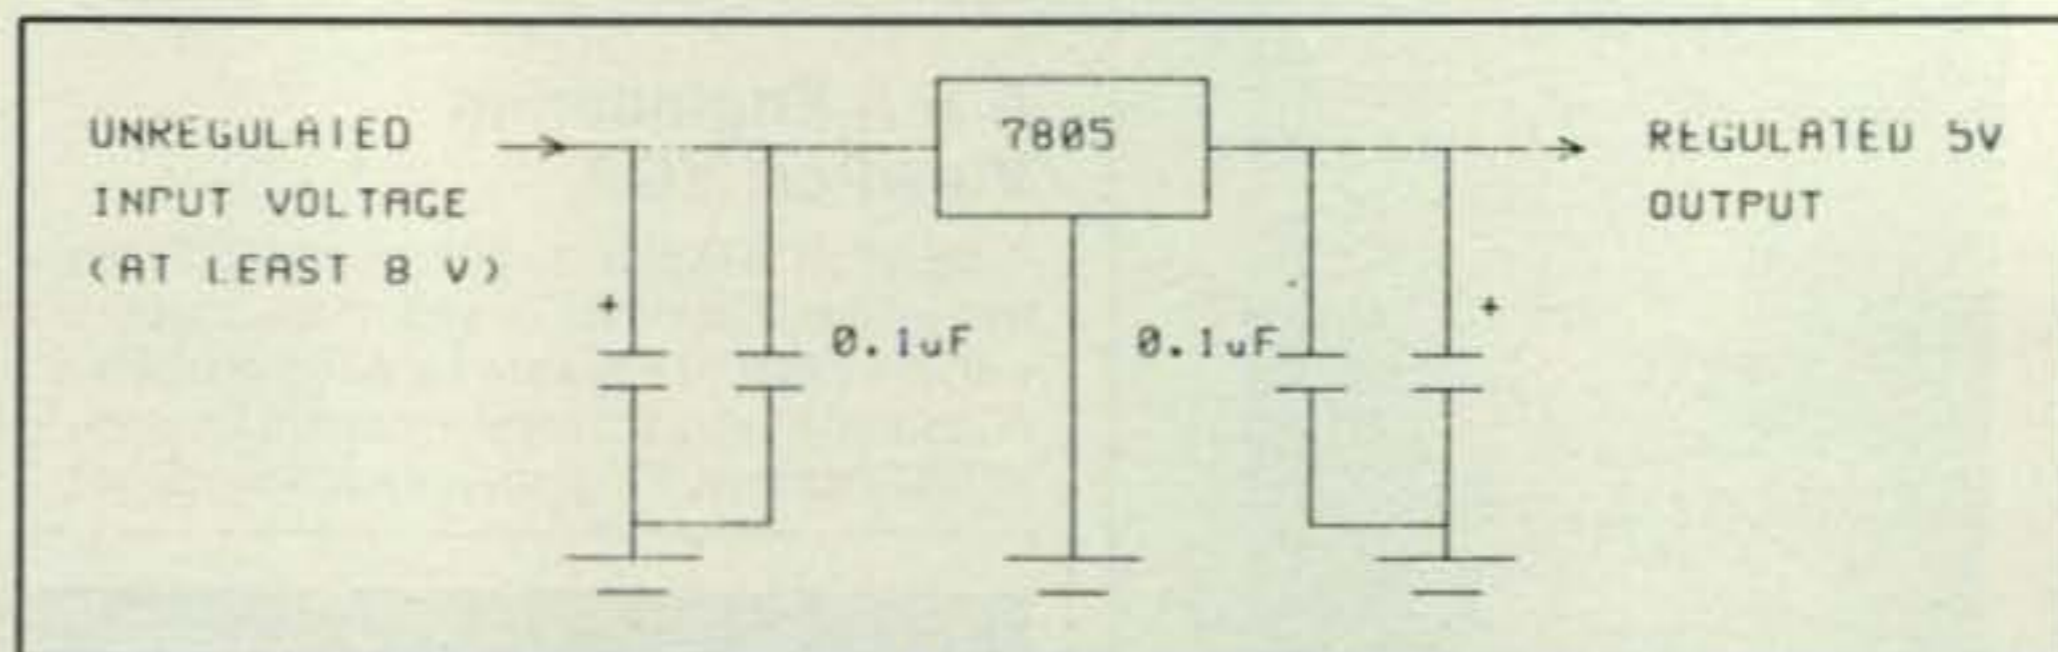 UNREGULATED
INPUT VOLTAGE
(AT LEAST 8 V)
7805
REGULATED 5V
OUTPUT
+
0.1uF
0.1uF
+